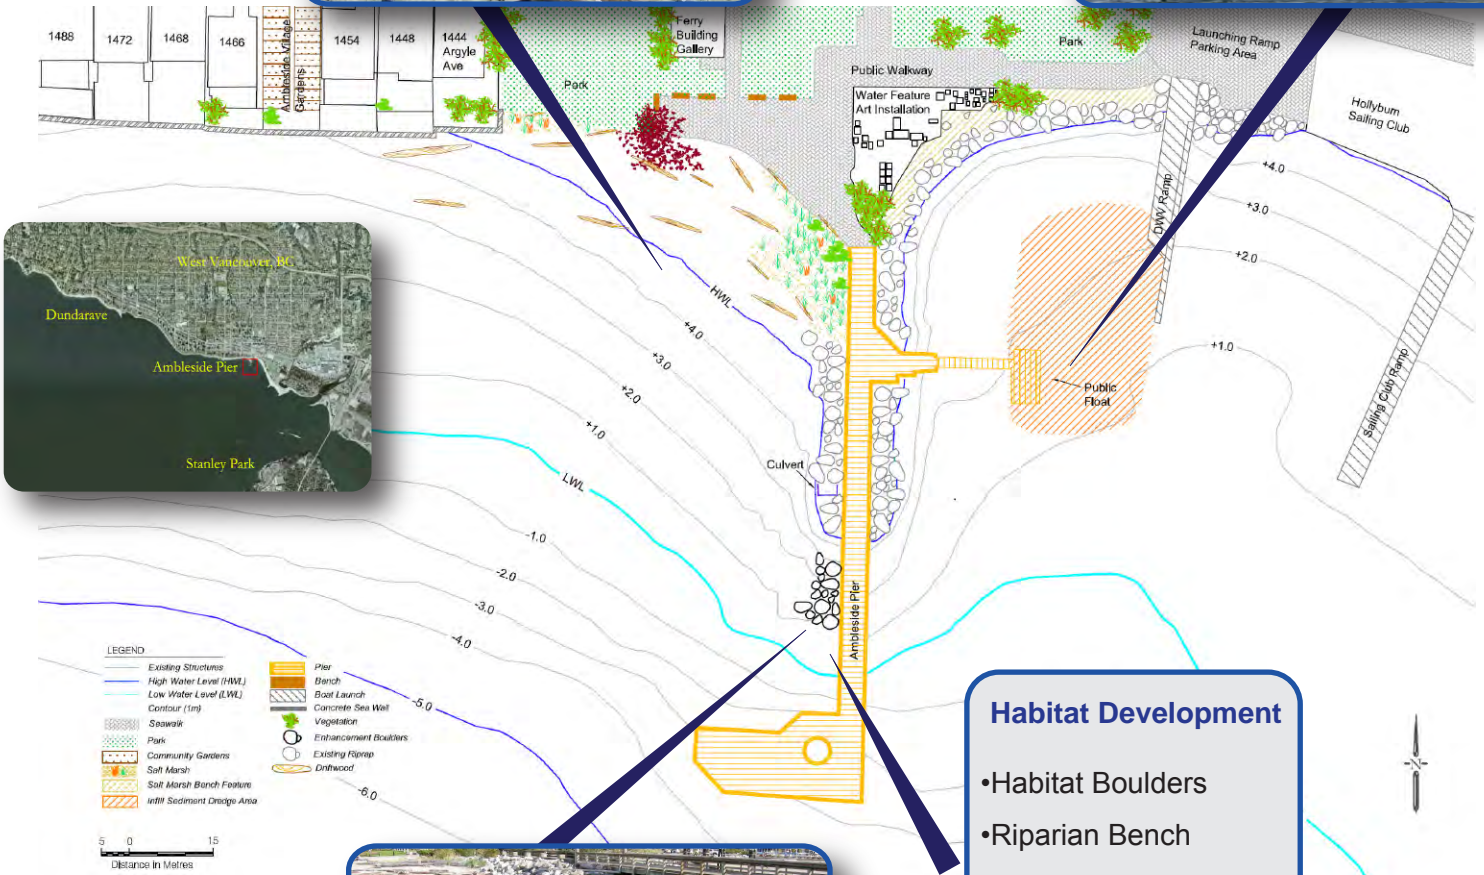 1488
1472
1468
1466
Ambleside Village
Gardens
1454
1448
1444
Argyle
Ave
Ferry
Building
Gallery
Park
Park
Public Walkway
Launching Ramp
Parking Area
Water Feature
Art Installation
Hollyburn
Sailing Club
DWV Ramp
Sailing Club Ramp
+4.0
+3.0
+2.0
+1.0
Public
Float
HWL
+4.0
+3.0
+2.0
+1.0
Culvert
LWL
-1.0
-2.0
-3.0
-4.0
-5.0
-6.0
Ambleside Pier
West Vancouver, BC
Dundarave
Ambleside Pier
Stanley Park
LEGEND
Existing Structures
High Water Level (HWL)
Low Water Level (LWL)
Contour (1m)
Seawalk
Park
Community Gardens
Salt Marsh
Salt Marsh Bench Feature
Infill Sediment Dredge Area
Pier
Bench
Boat Launch
Concrete Sea Wall
Vegetation
Enhancement Boulders
Existing Riprap
Driftwood
5 0 15
Distance in Metres
Habitat Development
•Habitat Boulders
•Riparian Bench
N